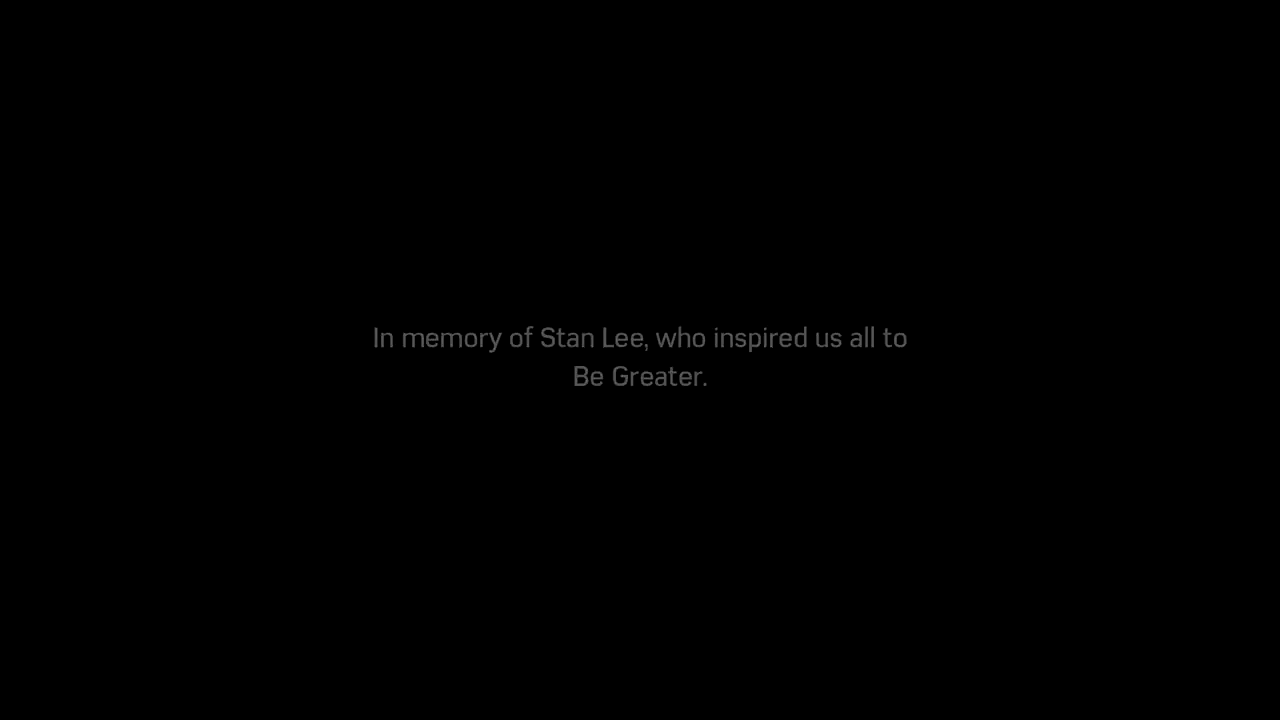 In memory of Stan Lee, who inspired us all to
Be Greater.